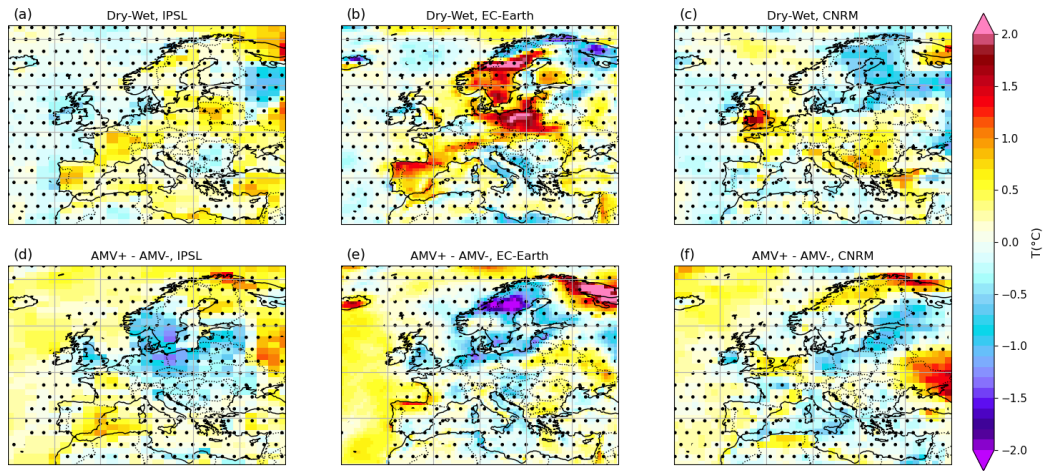 (a) Dry-Wet, IPSL
(b) Dry-Wet, EC-Earth
(c) Dry-Wet, CNRM
(d) AMV+ - AMV-, IPSL
(e) AMV+ - AMV-, EC-Earth
(f) AMV+ - AMV-, CNRM
2.0
1.5
1.0
0.5
0.0
−0.5
−1.0
−1.5
−2.0
T(°C)